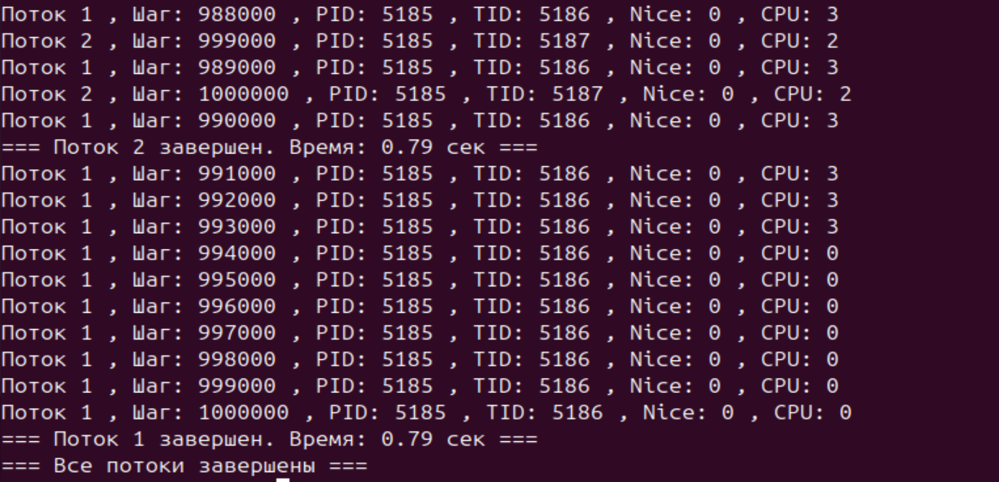 Поток 1 , Шаг: 988000 , PID: 5185 , TID: 5186 , Nice: 0 , CPU: 3
Поток 2 , Шаг: 999000 , PID: 5185 , TID: 5187 , Nice: 0 , CPU: 2
Поток 1 , Шаг: 989000 , PID: 5185 , TID: 5186 , Nice: 0 , CPU: 3
Поток 2 , Шаг: 1000000 , PID: 5185 , TID: 5187 , Nice: 0 , CPU: 2
Поток 1 , Шаг: 990000 , PID: 5185 , TID: 5186 , Nice: 0 , CPU: 3
=== Поток 2 завершен. Время: 0.79 сек ===
Поток 1 , Шаг: 991000 , PID: 5185 , TID: 5186 , Nice: 0 , CPU: 3
Поток 1 , Шаг: 992000 , PID: 5185 , TID: 5186 , Nice: 0 , CPU: 3
Поток 1 , Шаг: 993000 , PID: 5185 , TID: 5186 , Nice: 0 , CPU: 3
Поток 1 , Шаг: 994000 , PID: 5185 , TID: 5186 , Nice: 0 , CPU: 0
Поток 1 , Шаг: 995000 , PID: 5185 , TID: 5186 , Nice: 0 , CPU: 0
Поток 1 , Шаг: 996000 , PID: 5185 , TID: 5186 , Nice: 0 , CPU: 0
Поток 1 , Шаг: 997000 , PID: 5185 , TID: 5186 , Nice: 0 , CPU: 0
Поток 1 , Шаг: 998000 , PID: 5185 , TID: 5186 , Nice: 0 , CPU: 0
Поток 1 , Шаг: 999000 , PID: 5185 , TID: 5186 , Nice: 0 , CPU: 0
Поток 1 , Шаг: 1000000 , PID: 5185 , TID: 5186 , Nice: 0 , CPU: 0
=== Поток 1 завершен. Время: 0.79 сек ===
=== Все потоки завершены ===